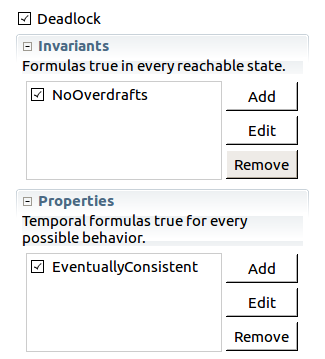 Deadlock
Invariants
Formulas true in every reachable state.
NoOverdrafts
Add
Edit
Remove
Properties
Temporal formulas true for every
possible behavior.
EventuallyConsistent
Add
Edit
Remove